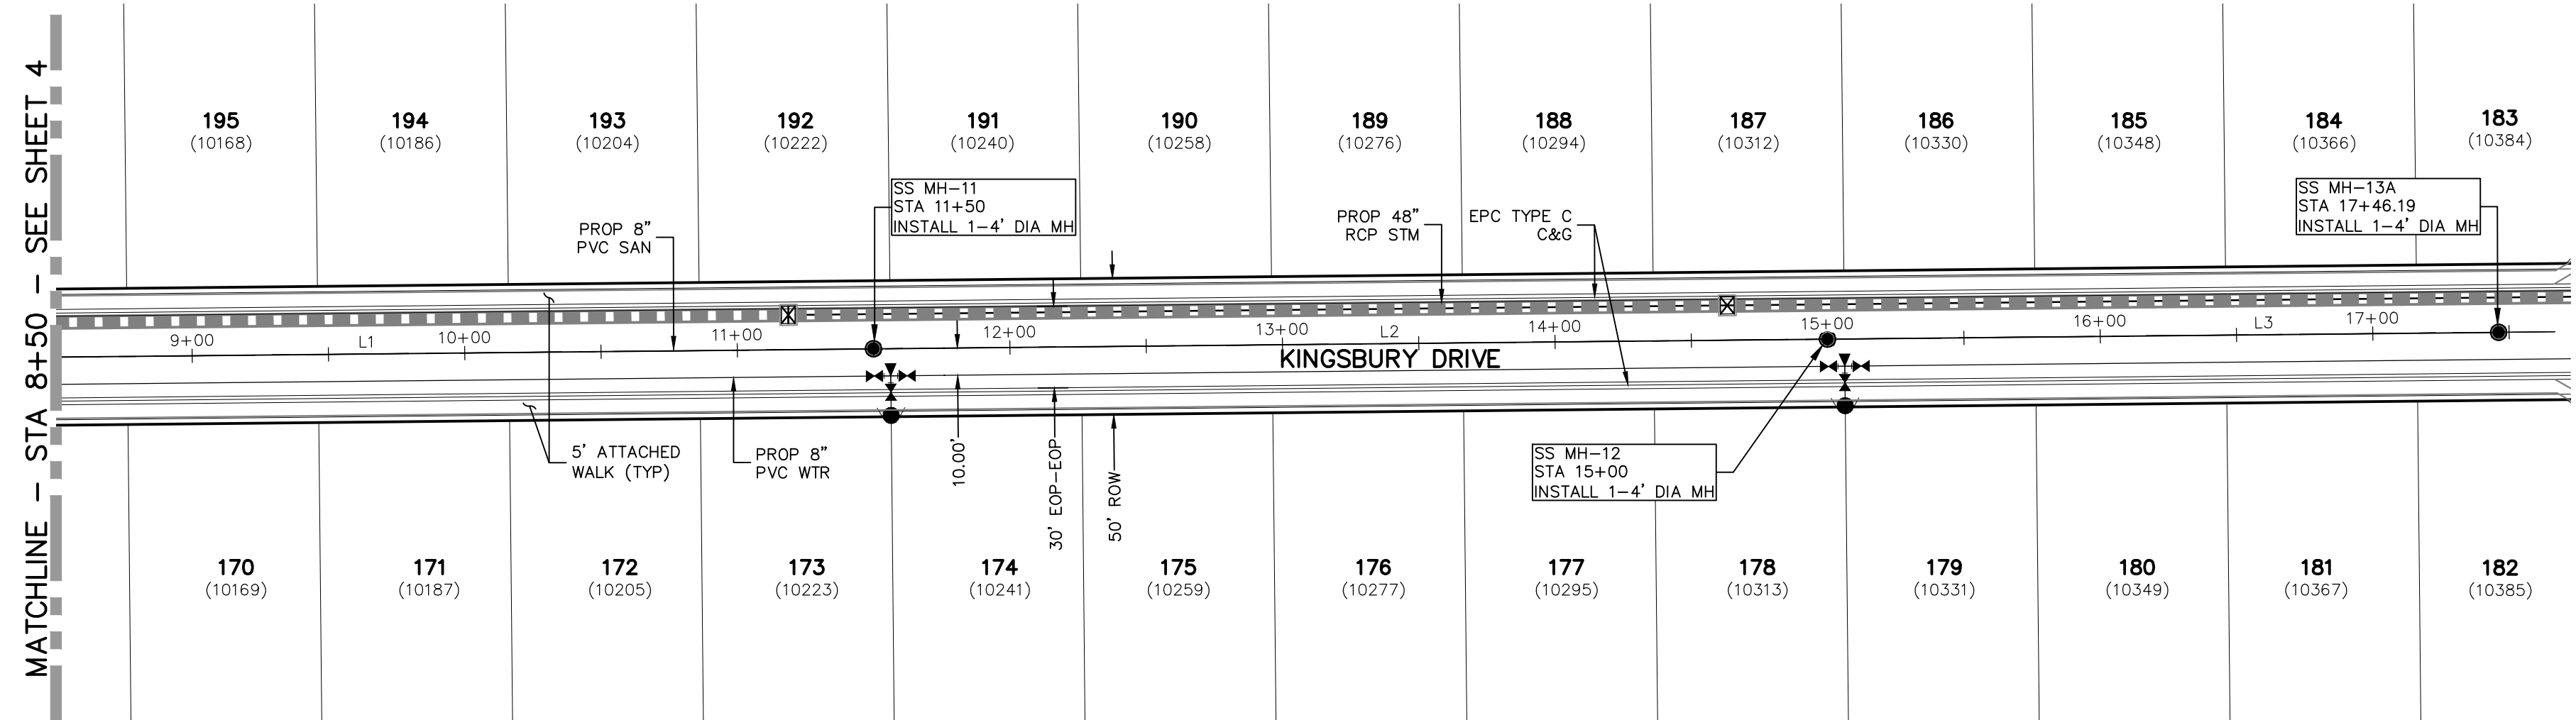 MATCHLINE - STA 8+50 - SEE SHEET 4
195
(10168)
194
(10186)
193
(10204)
192
(10222)
191
(10240)
190
(10258)
189
(10276)
188
(10294)
187
(10312)
186
(10330)
185
(10348)
184
(10366)
183
(10384)
PROP 8"
PVC SAN
SS MH-11
STA 11+50
INSTALL 1-4' DIA MH
PROP 48"
RCP STM
EPC TYPE C
C&G
SS MH-13A
STA 17+46.19
INSTALL 1-4' DIA MH
9+00
L1
10+00
11+00
12+00
13+00
L2
14+00
15+00
16+00
L3
17+00
KINGSBURY DRIVE
5' ATTACHED
WALK (TYP)
PROP 8"
PVC WTR
10.00'
30' EOP-EOP
50' ROW
SS MH-12
STA 15+00
INSTALL 1-4' DIA MH
170
(10169)
171
(10187)
172
(10205)
173
(10223)
174
(10241)
175
(10259)
176
(10277)
177
(10295)
178
(10313)
179
(10331)
180
(10349)
181
(10367)
182
(10385)